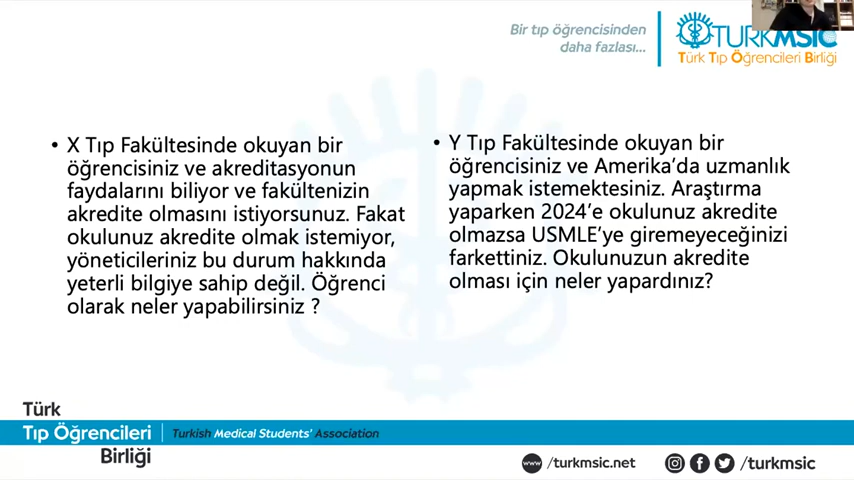 Bir tıp öğrencisinden
daha fazlası...
TURKMSIC
Türk Tıp Öğrencileri Birliği
• X Tıp Fakültesinde okuyan bir
öğrencisiniz ve akreditasyonun
faydalarını biliyor ve fakültenizin
akredite olmasını istiyorsunuz. Fakat
okulunuz akredite olmak istemiyor,
yöneticileriniz bu durum hakkında
yeterli bilgiye sahip değil. Öğrenci
olarak neler yapabilirsiniz ?
• Y Tıp Fakültesinde okuyan bir
öğrencisiniz ve Amerika’da uzmanlık
yapmak istemektesiniz. Araştırma
yaparken 2024’e okulunuz akredite
olmazsa USMLE’ye giremeyeceğinizi
farkettiniz. Okulunuzun akredite
olması için neler yapardınız?
Türk
Tıp Öğrencileri
Birliği
Turkish Medical Students' Association
www /turkmsic.net
/turkmsic